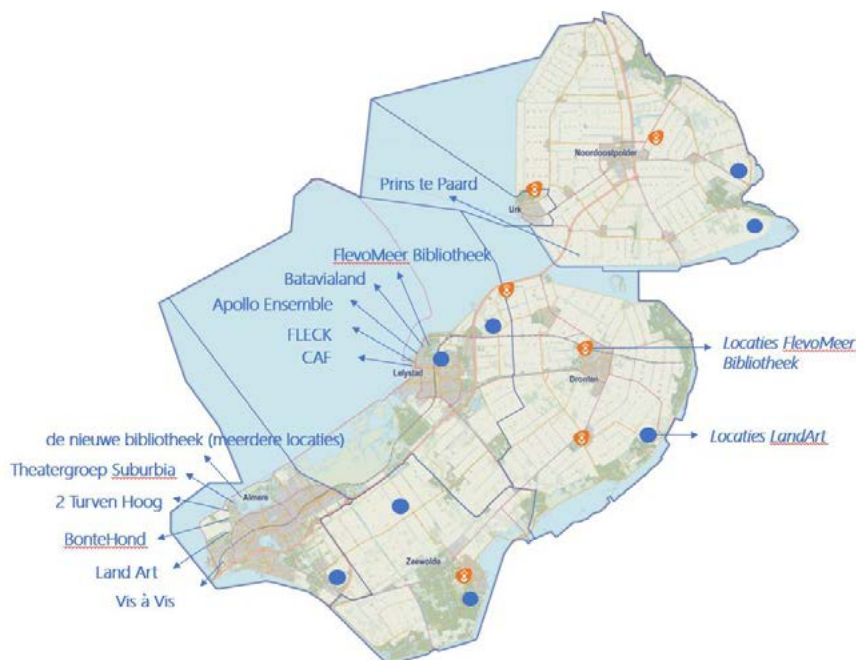 Noordoostpolder
Prins te Paard
Urk
FlevoMeer Bibliotheek
Batavialand
Apollo Ensemble
FLECK
CAF
Lelystad
Locaties FlevoMeer
Bibliotheek
Dronten
de nieuwe bibliotheek (meerdere locaties)
Locaties LandArt
Theatergroep Suburbia
Almere
2 Turven Hoog
BonteHond
Zeewolde
Land Art
Vis à Vis